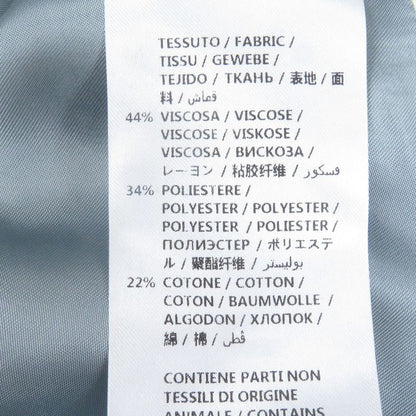 TESSUTO / FABRIC /
TISSU / GEWEBE /
TEJIDO / ТКАНЬ / 表地 / 面
料 / قماش /
44% VISCOSA / VISCOSE /
VISCOSE / VISKOSE /
VISCOSA / ВИСКОЗА /
レーヨン / 粘胶纤维 / فسكور /
34% POLIESTERE /
POLYESTER / POLYESTER /
POLYESTER / POLIESTER /
ПОЛИЭСТЕР / ポリエステ
ル / 聚酯纤维 / بوليستر /
22% COTONE / COTTON /
COTON / BAUMWOLLE /
ALGODON / ХЛОПОК /
綿 / 棉 / قطن /
CONTIENE PARTI NON
TESSILI DI ORIGINE
ANIMALE / CONTAINS